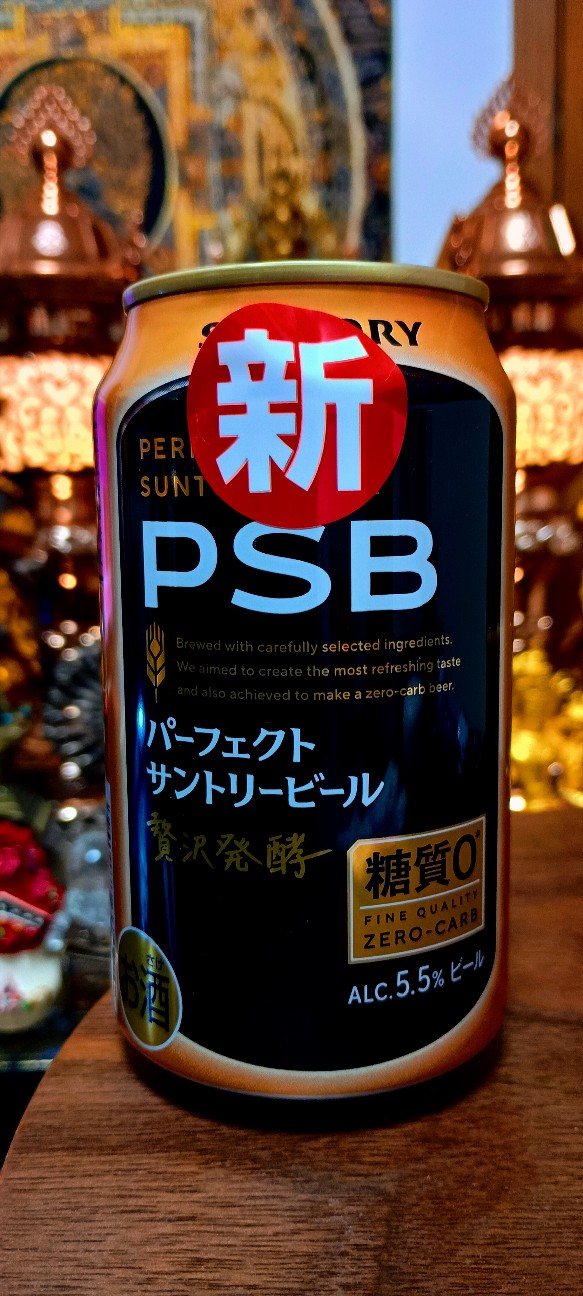 新
PSB
Brewed with carefully selected ingredients.
We aimed to create the most refreshing taste
and also achieved to make a zero-carb beer.
パーフェクト
サントリービール
贅沢発酵
糖質0*
FINE QUALITY
ZERO-CARB
ALC.5.5% ビール
さけ
お酒